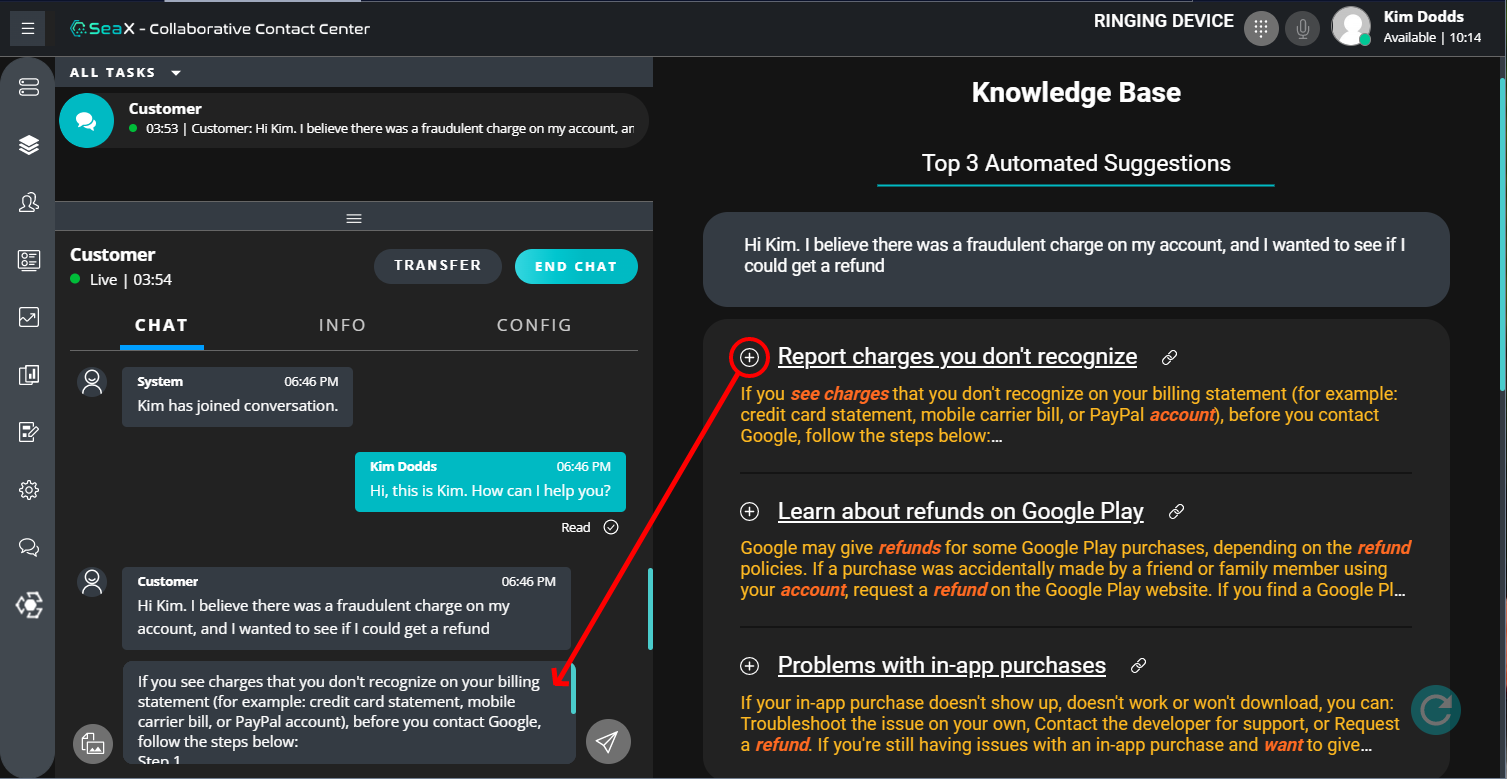 SeaX - Collaborative Contact Center
RINGING DEVICE
Kim Dodds
Available | 10:14
ALL TASKS
Customer
03:53 | Customer: Hi Kim. I believe there was a fraudulent charge on my account, an
Customer
Live | 03:54
TRANSFER
END CHAT
CHAT
INFO
CONFIG
System 06:46 PM
Kim has joined conversation.
Kim Dodds 06:46 PM
Hi, this is Kim. How can I help you?
Read
Customer 06:46 PM
Hi Kim. I believe there was a fraudulent charge on my
account, and I wanted to see if I could get a refund
If you see charges that you don't recognize on your billing
statement (for example: credit card statement, mobile
carrier bill, or PayPal account), before you contact Google,
follow the steps below:
Step 1
Knowledge Base
Top 3 Automated Suggestions
Hi Kim. I believe there was a fraudulent charge on my account, and I wanted to see if I
could get a refund
Report charges you don't recognize
If you see charges that you don't recognize on your billing statement (for example:
credit card statement, mobile carrier bill, or PayPal account), before you contact
Google, follow the steps below:...
Learn about refunds on Google Play
Google may give refunds for some Google Play purchases, depending on the refund
policies. If a purchase was accidentally made by a friend or family member using
your account, request a refund on the Google Play website. If you find a Google Pl...
Problems with in-app purchases
If your in-app purchase doesn't show up, doesn't work or won't download, you can:
Troubleshoot the issue on your own, Contact the developer for support, or Request
a refund. If you're still having issues with an in-app purchase and want to give...